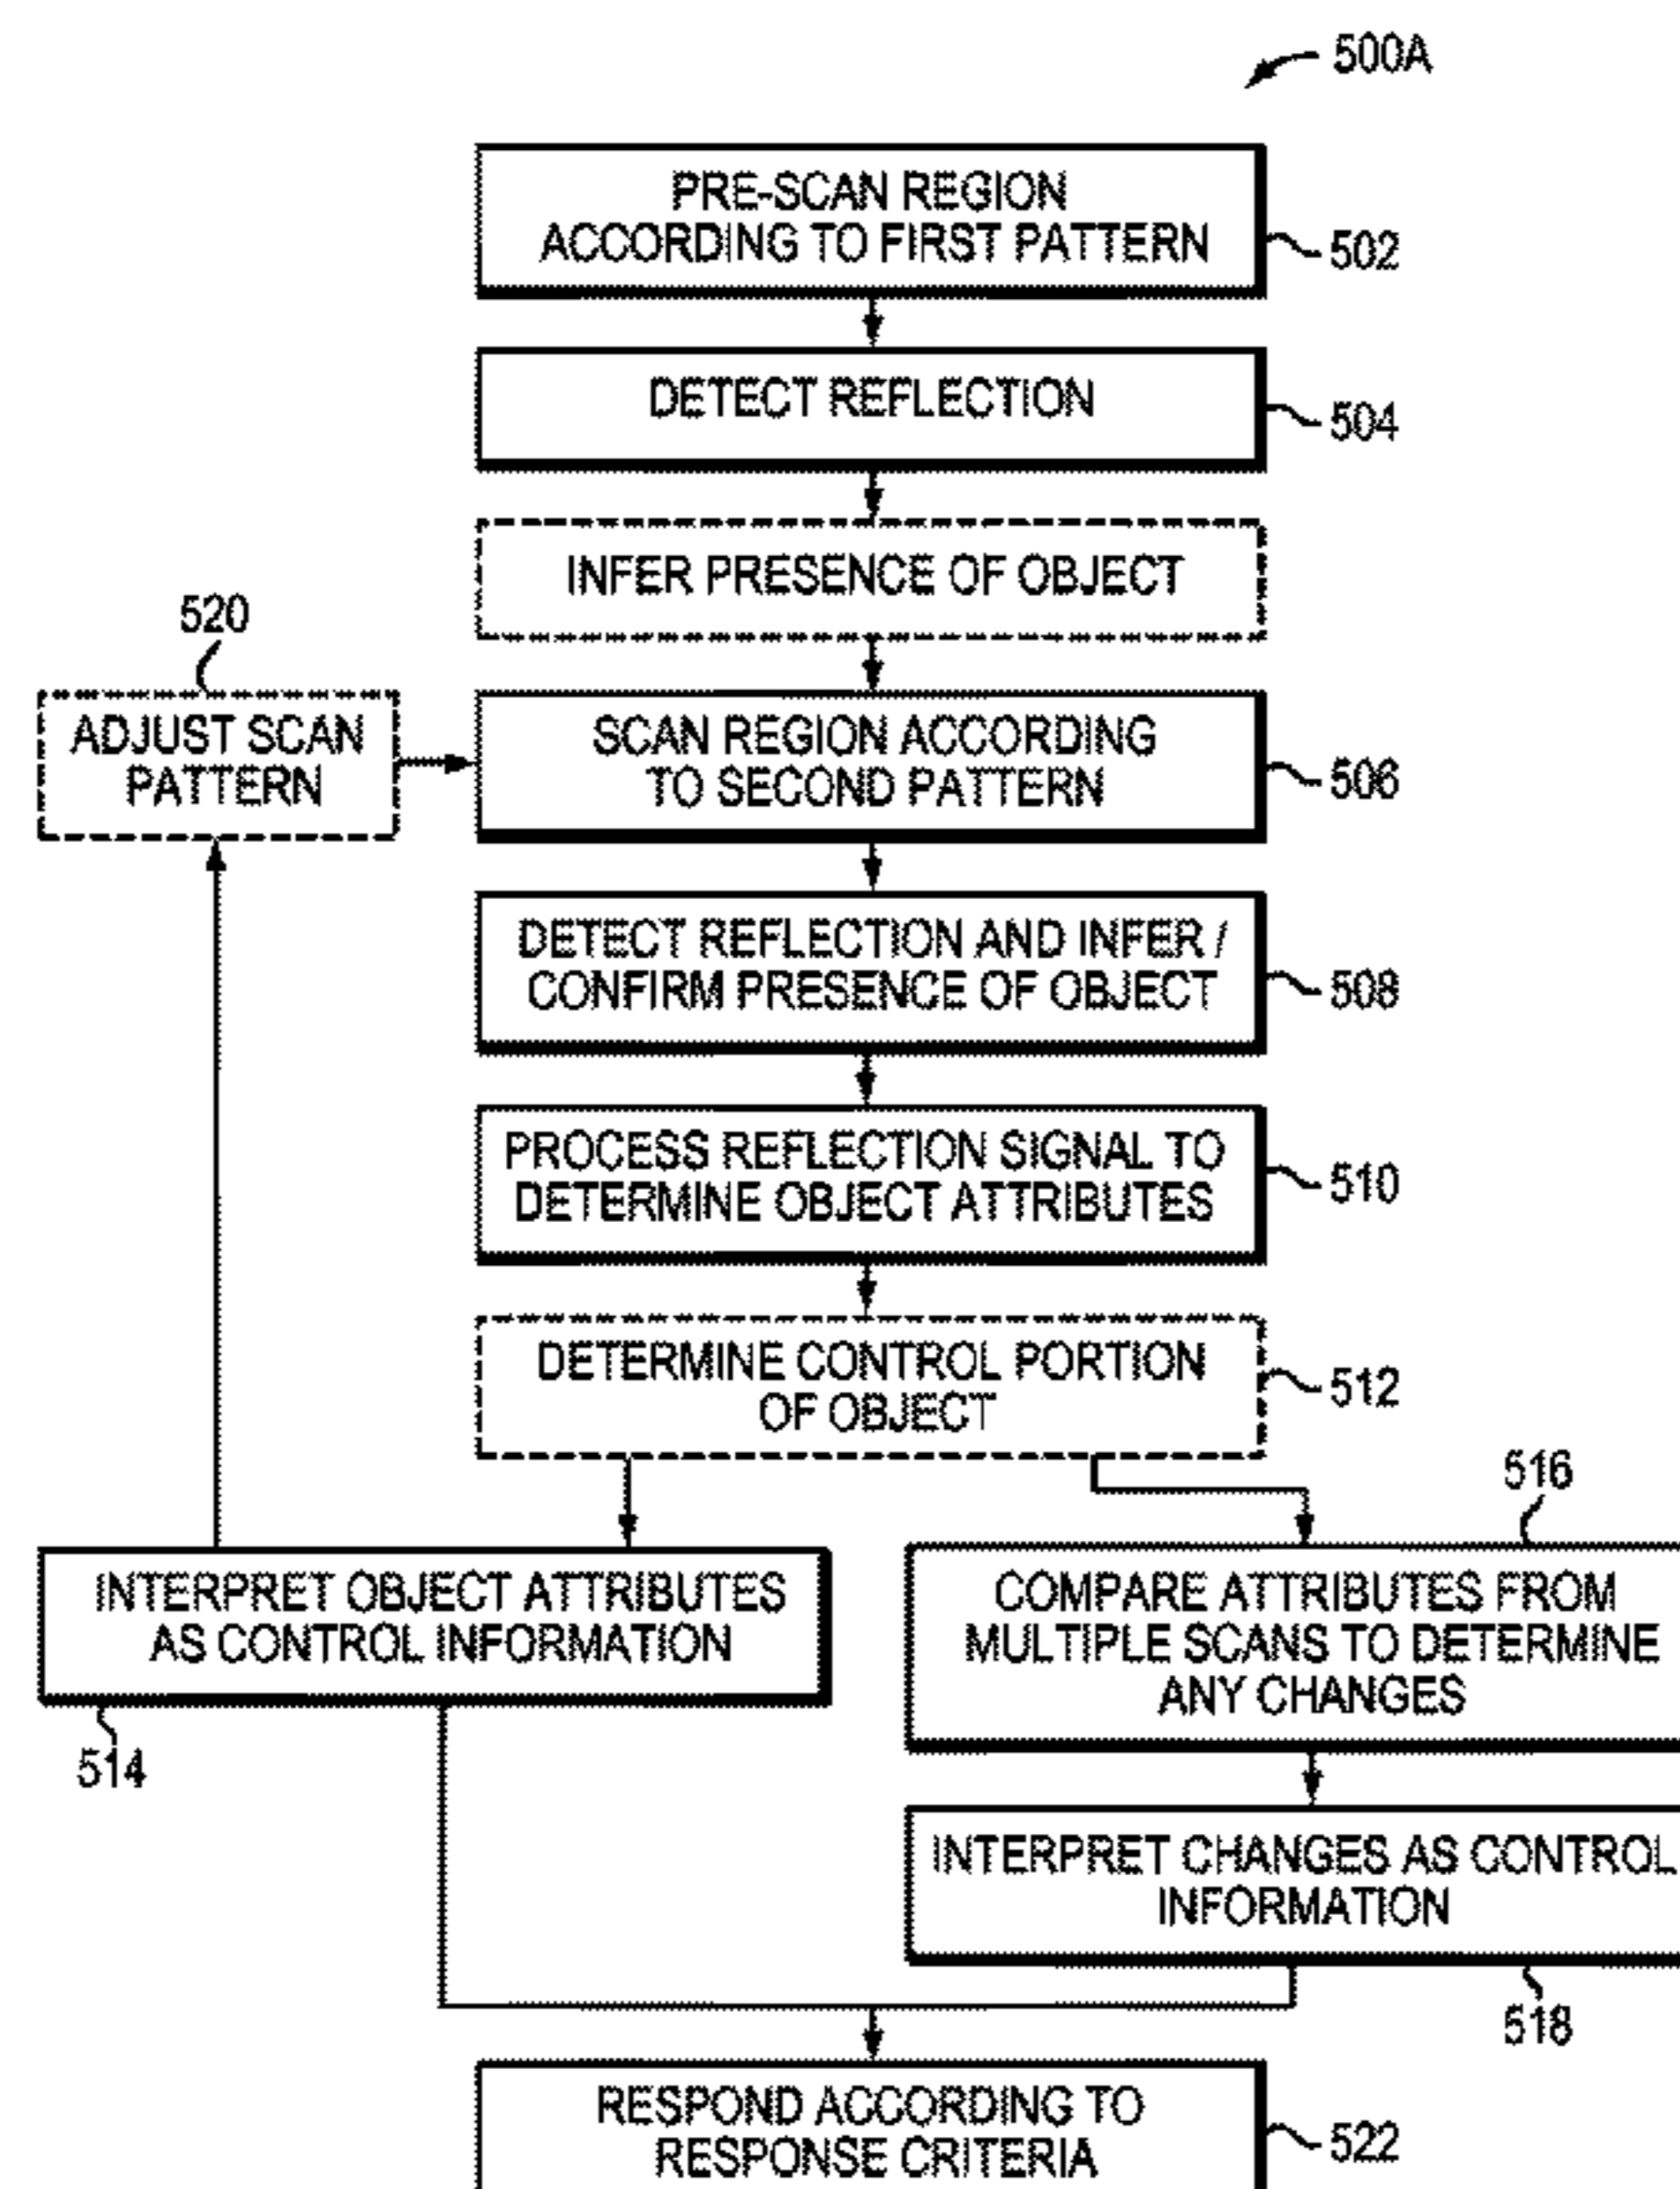 500A
PRE-SCAN REGION
ACCORDING TO FIRST PATTERN
502
DETECT REFLECTION
504
INFER PRESENCE OF OBJECT
520
ADJUST SCAN
PATTERN
SCAN REGION ACCORDING
TO SECOND PATTERN
506
DETECT REFLECTION AND INFER /
CONFIRM PRESENCE OF OBJECT
508
PROCESS REFLECTION SIGNAL TO
DETERMINE OBJECT ATTRIBUTES
510
DETERMINE CONTROL PORTION
OF OBJECT
512
516
INTERPRET OBJECT ATTRIBUTES
AS CONTROL INFORMATION
514
COMPARE ATTRIBUTES FROM
MULTIPLE SCANS TO DETERMINE
ANY CHANGES
INTERPRET CHANGES AS CONTROL
INFORMATION
518
RESPOND ACCORDING TO
RESPONSE CRITERIA
522